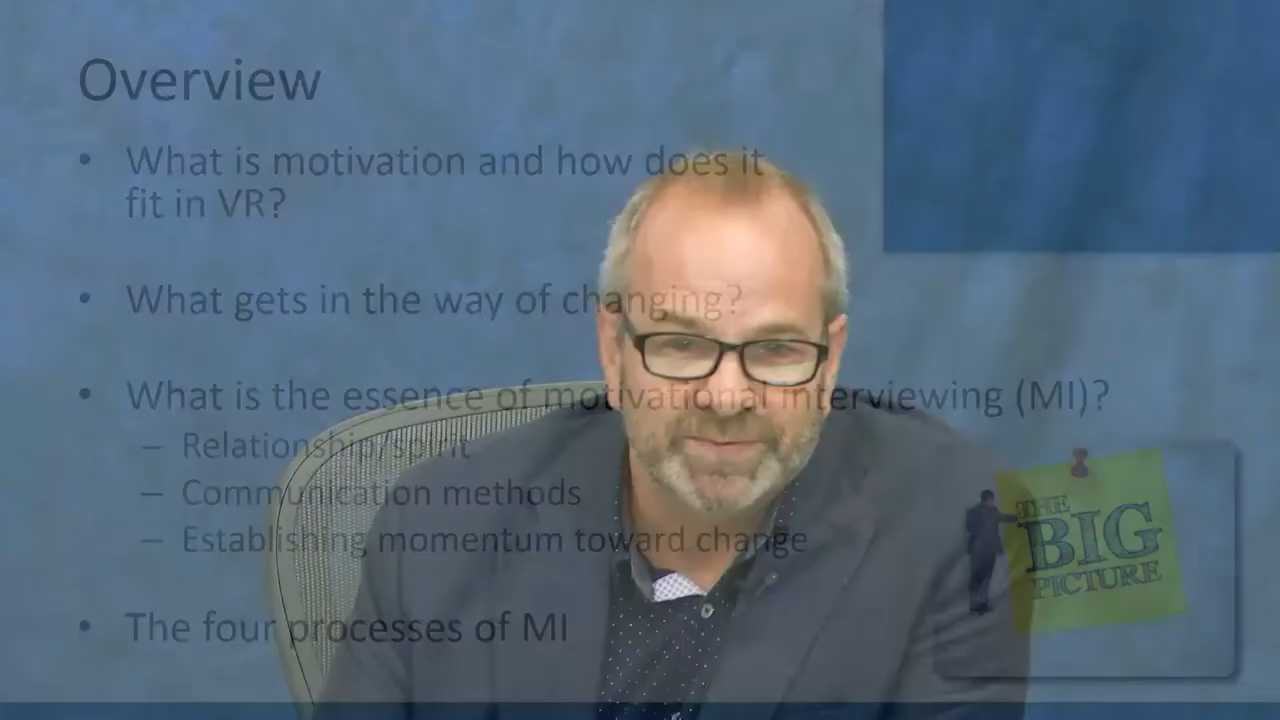 Overview
• What is motivation and how does it
fit in VR?
• What gets in the way of changing?
• What is the essence of motivational interviewing (MI)?
– Relationship/spirit
– Communication methods
– Establishing momentum toward change
• The four processes of MI
THE
BIG
PICTURE